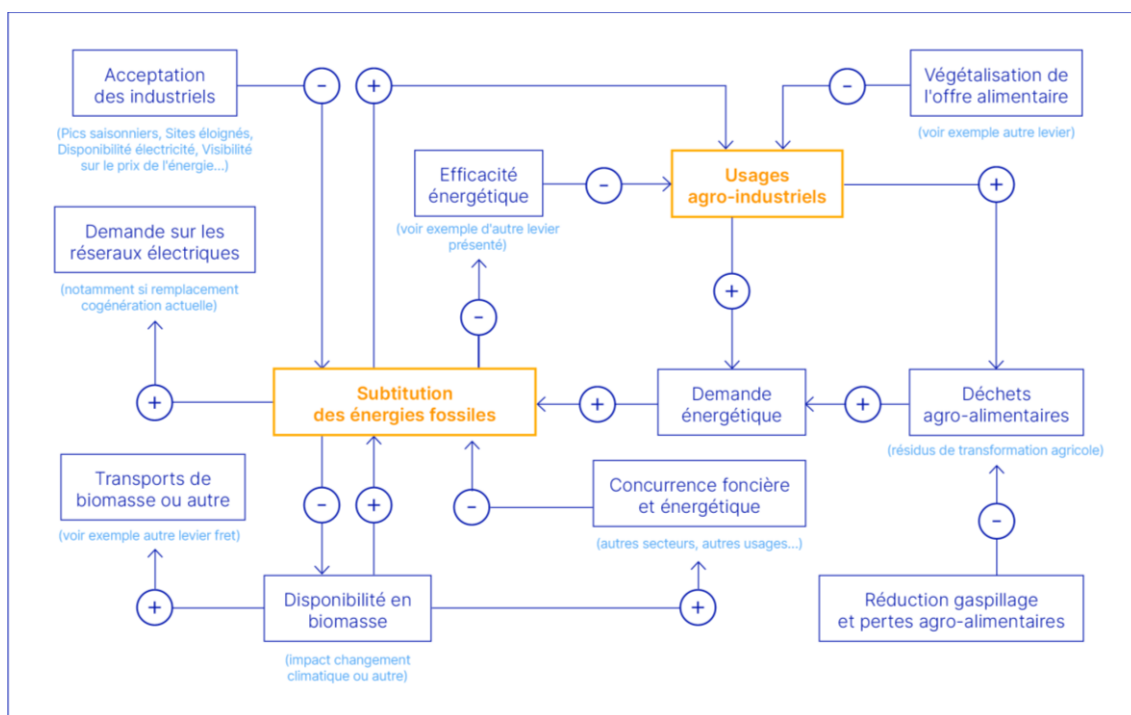 Acceptation
des industriels
(Pics saisonniers, Sites éloignés,
Disponibilité électricité, Visibilité
sur le prix de l'énergie...)
−
+
−
Végétalisation de
l'offre alimentaire
(voir exemple autre levier)
Efficacité
énergétique
(voir exemple d'autre levier
présenté)
−
Usages
agro-industriels
+
Demande sur les
réseraux électriques
(notamment si remplacement
cogénération actuelle)
+
−
+
Subtitution
des énergies fossiles
+
Demande
énergétique
+
Déchets
agro-alimentaires
(résidus de transformation agricole)
Transports de
biomasse ou autre
(voir exemple autre levier fret)
−
+
−
Concurrence foncière
et énergétique
(autres secteurs, autres usages...)
−
+
Disponibilité en
biomasse
(impact changement
climatique ou autre)
+
Réduction gaspillage
et pertes agro-alimentaires